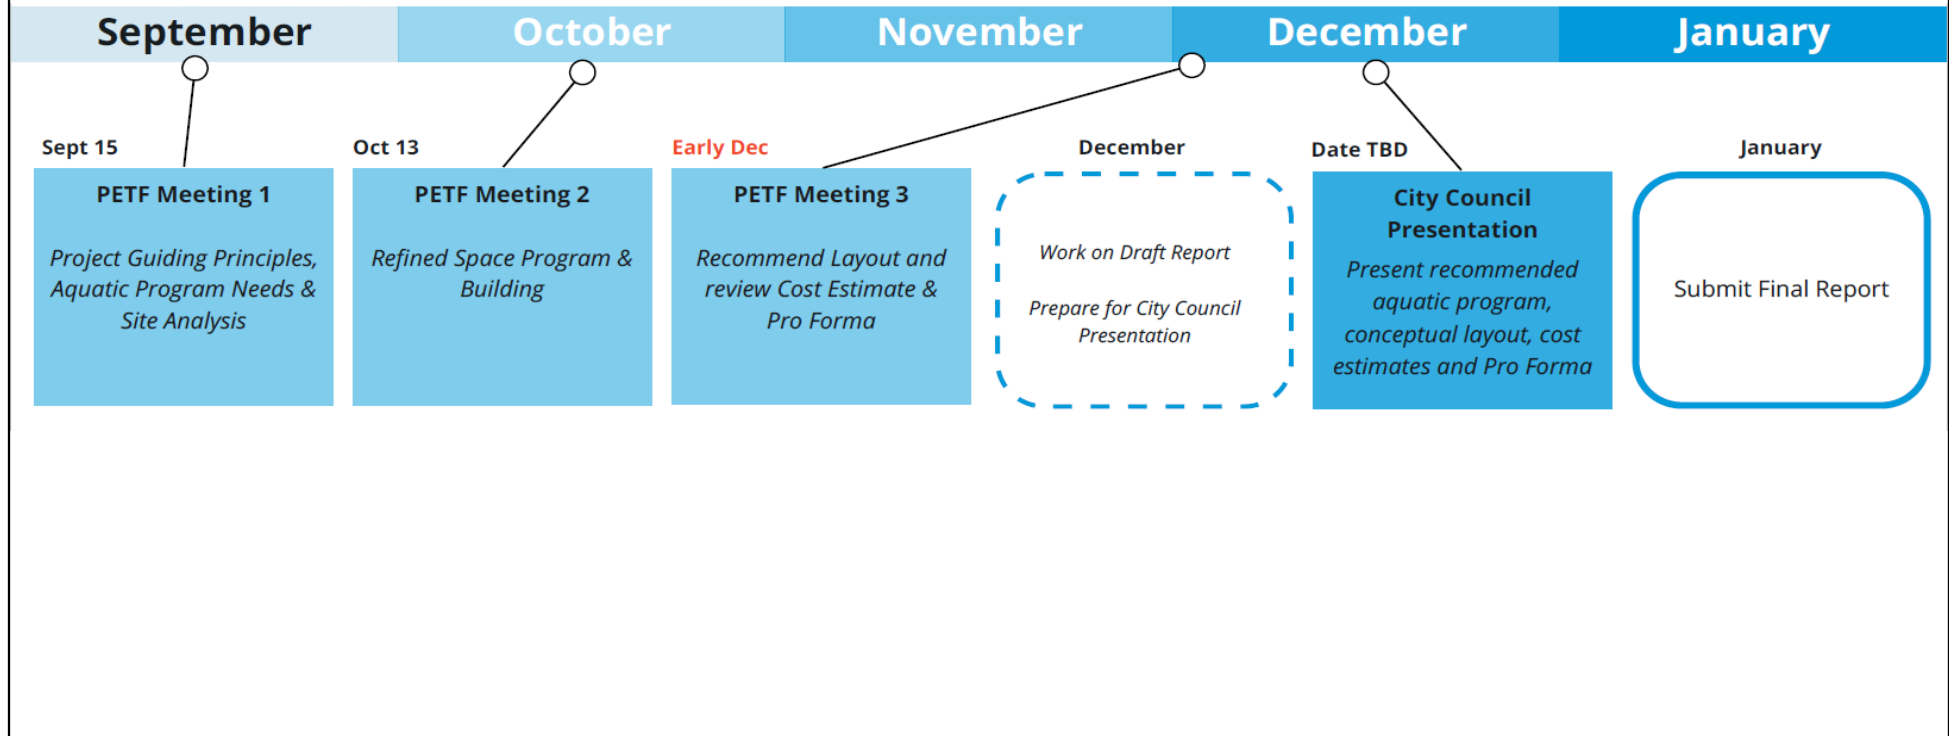 September
October
November
December
January
Sept 15
PETF Meeting 1
Project Guiding Principles,
Aquatic Program Needs &
Site Analysis
Oct 13
PETF Meeting 2
Refined Space Program &
Building
Early Dec
PETF Meeting 3
Recommend Layout and
review Cost Estimate &
Pro Forma
December
Work on Draft Report
Prepare for City Council
Presentation
Date TBD
City Council
Presentation
Present recommended
aquatic program,
conceptual layout, cost
estimates and Pro Forma
January
Submit Final Report